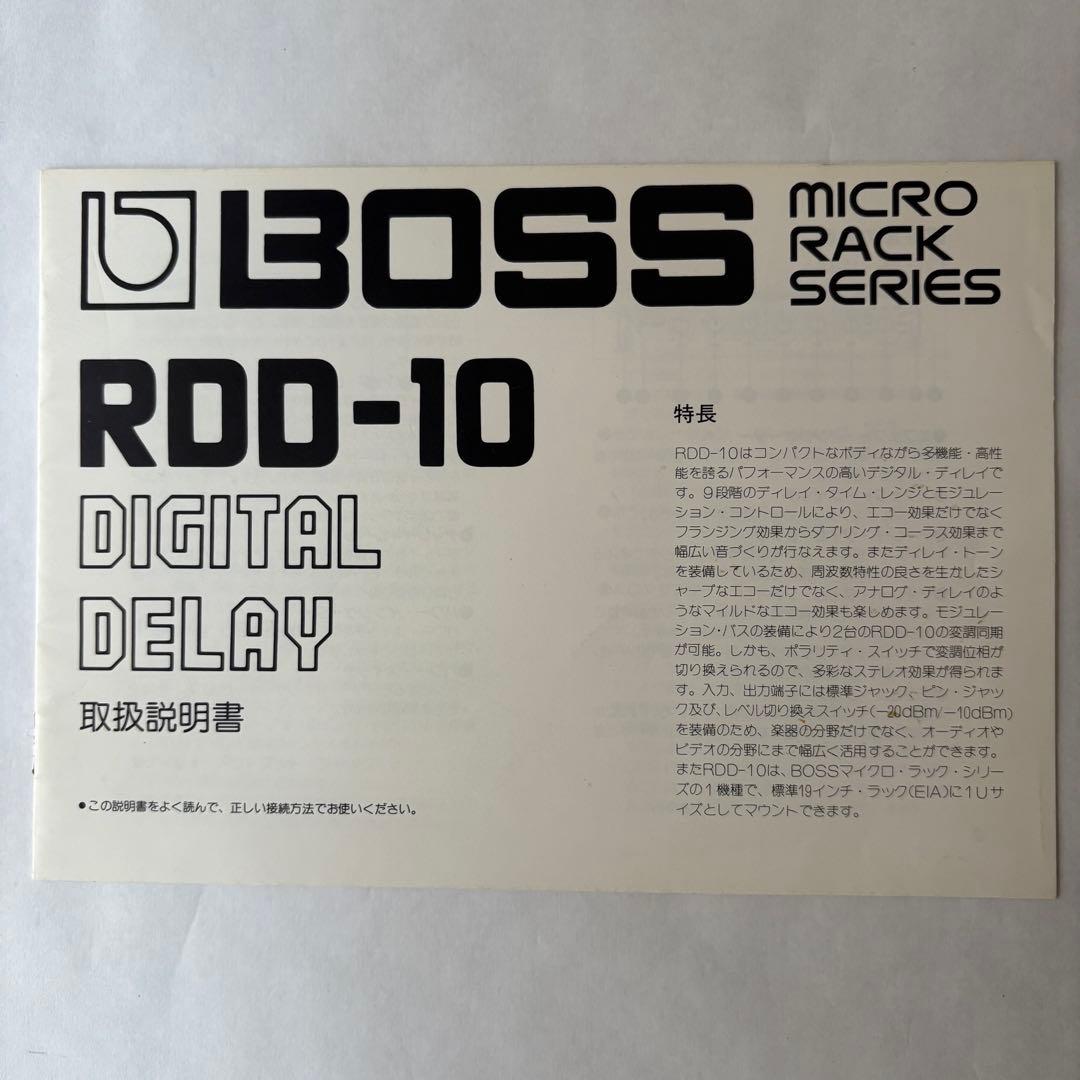 BOSS
MICRO
RACK
SERIES
RDD-10
DIGITAL
DELAY
取扱説明書
●この説明書をよく読んで、正しい接続方法でお使いください。
特長
RDD-10はコンパクトなボディながら多機能・高性
能を誇るパフォーマンスの高いデジタル・ディレイで
す。9段階のディレイ・タイム・レンジとモジュレー
ション・コントロールにより、エコー効果だけでなく
フランジング効果からダブリング・コーラス効果まで
幅広い音づくりが行なえます。またディレイ・トーン
を装備しているため、周波数特性の良さを生かしたシ
ャープなエコーだけでなく、アナログ・ディレイのよ
うなマイルドなエコー効果も楽しめます。モジュレー
ション・バスの装備により2台のRDD-10の変調同期
が可能。しかも、ポラリティ・スイッチで変調位相が
切り換えられるので、多彩なステレオ効果が得られま
す。入力、出力端子には標準ジャック、ピン・ジャッ
ク及び、レベル切り換えスイッチ(−20dBm/−10dBm)
を装備のため、楽器の分野だけでなく、オーディオや
ビデオの分野にまで幅広く活用することができます。
またRDD-10は、BOSSマイクロ・ラック・シリー
ズの1機種で、標準19インチ・ラック(EIA)に1Uサ
イズとしてマウントできます。